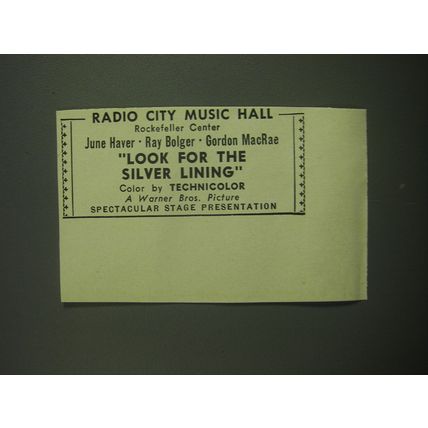 RADIO CITY MUSIC HALL
Rockefeller Center
June Haver · Ray Bolger · Gordon MacRae
"LOOK FOR THE
SILVER LINING"
Color by TECHNICOLOR
A Warner Bros. Picture
SPECTACULAR STAGE PRESENTATION